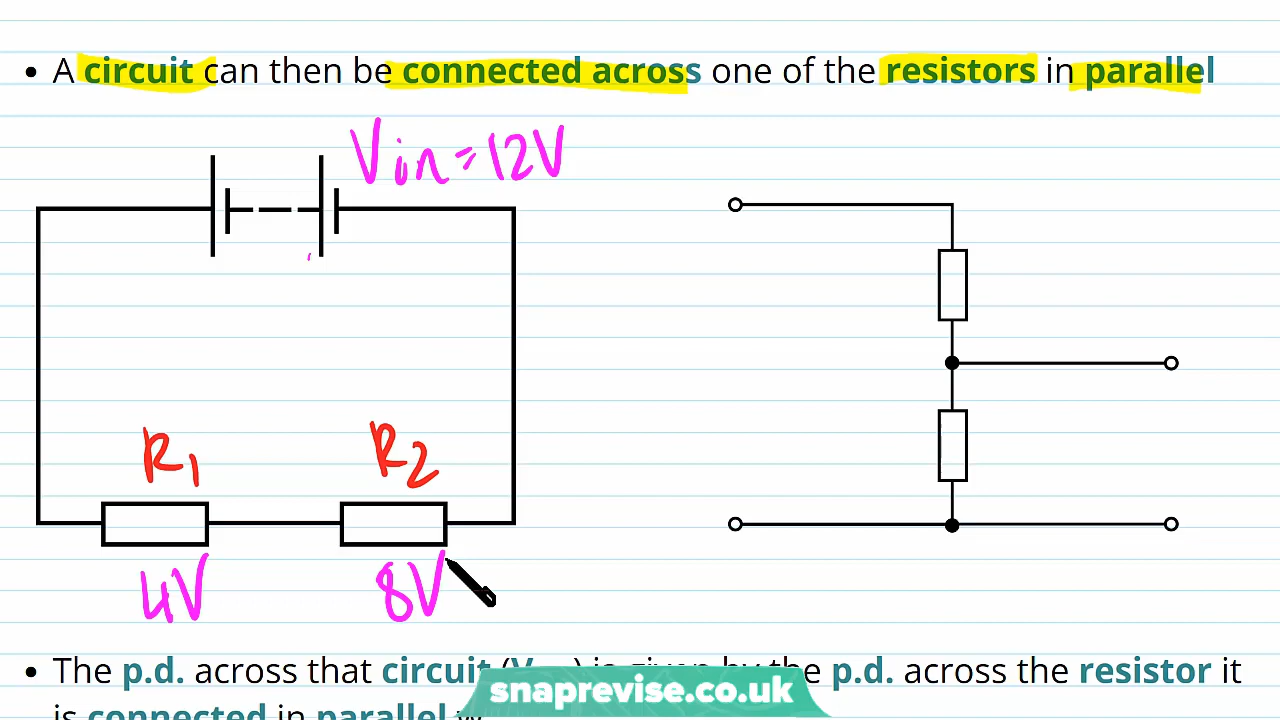 • A circuit can then be connected across one of the resistors in parallel
Vin = 12V
R1
R2
4V
8V
• The p.d. across that circuit (V is given by the p.d. across the resistor it
is connected in parallel
snaprevise.co.uk